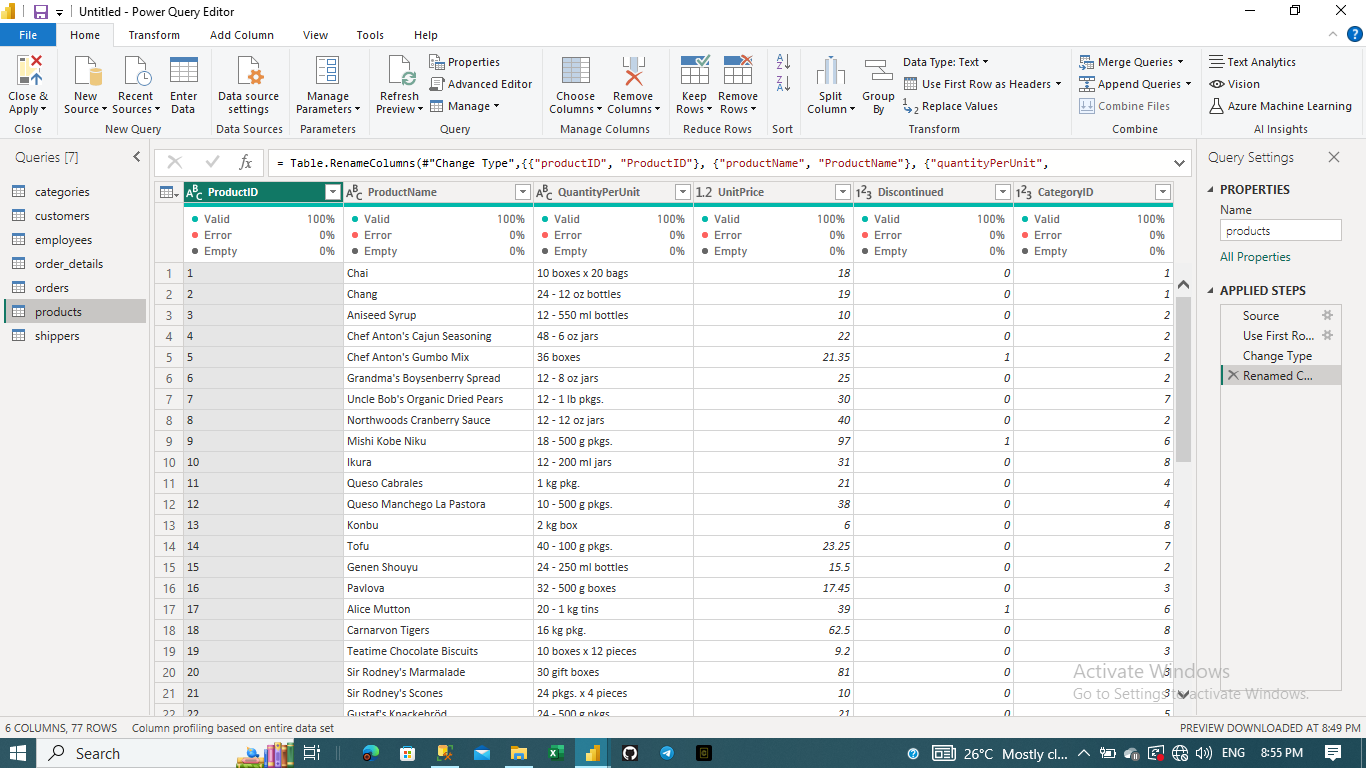 Untitled - Power Query Editor
File Home Transform Add Column View Tools Help
Close & Apply
New Source
Recent Sources
Enter Data
Data source settings
Manage Parameters
Refresh Preview
Properties
Advanced Editor
Manage
Choose Columns
Remove Columns
Keep Rows
Remove Rows
Split Column
Group By
Data Type: Text
Use First Row as Headers
Replace Values
Merge Queries
Append Queries
Combine Files
Text Analytics
Vision
Azure Machine Learning
Close New Query Data Sources Parameters Query Manage Columns Reduce Rows Sort Transform Combine AI Insights
Queries [7]
categories
customers
employees
order_details
orders
products
shippers
= Table.RenameColumns(#"Change Type",{{"productID", "ProductID"}, {"productName", "ProductName"}, {"quantityPerUnit",
ProductID ProductName QuantityPerUnit 1.2 UnitPrice Discontinued CategoryID
Valid 100% Valid 100% Valid 100% Valid 100% Valid 100% Valid 100%
Error 0% Error 0% Error 0% Error 0% Error 0% Error 0%
Empty 0% Empty 0% Empty 0% Empty 0% Empty 0% Empty 0%
1 1 Chai 10 boxes x 20 bags 18 0 1
2 2 Chang 24 - 12 oz bottles 19 0 1
3 3 Aniseed Syrup 12 - 550 ml bottles 10 0 2
4 4 Chef Anton's Cajun Seasoning 48 - 6 oz jars 22 0 2
5 5 Chef Anton's Gumbo Mix 36 boxes 21.35 1 2
6 6 Grandma's Boysenberry Spread 12 - 8 oz jars 25 0 2
7 7 Uncle Bob's Organic Dried Pears 12 - 1 lb pkgs. 30 0 7
8 8 Northwoods Cranberry Sauce 12 - 12 oz jars 40 0 2
9 9 Mishi Kobe Niku 18 - 500 g pkgs. 97 1 6
10 10 Ikura 12 - 200 ml jars 31 0 8
11 11 Queso Cabrales 1 kg pkg. 21 0 4
12 12 Queso Manchego La Pastora 10 - 500 g pkgs. 38 0 4
13 13 Konbu 2 kg box 6 0 8
14 14 Tofu 40 - 100 g pkgs. 23.25 0 7
15 15 Genen Shouyu 24 - 250 ml bottles 15.5 0 2
16 16 Pavlova 32 - 500 g boxes 17.45 0 3
17 17 Alice Mutton 20 - 1 kg tins 39 1 6
18 18 Carnarvon Tigers 16 kg pkg. 62.5 0 8
19 19 Teatime Chocolate Biscuits 10 boxes x 12 pieces 9.2 0 3
20 20 Sir Rodney's Marmalade 30 gift boxes 81 0 3
21 21 Sir Rodney's Scones 24 pkgs. x 4 pieces 10 0 3
22 22 Gustaf's Knäckebröd 24 - 500 g pkgs. 21 0 5
Query Settings
PROPERTIES
Name
products
All Properties
APPLIED STEPS
Source
Use First Ro...
Change Type
Renamed C...
Activate Windows
Go to Settings to activate Windows.
6 COLUMNS, 77 ROWS Column profiling based on entire data set PREVIEW DOWNLOADED AT 8:49 PM
Search 26°C Mostly cl... ENG 8:55 PM